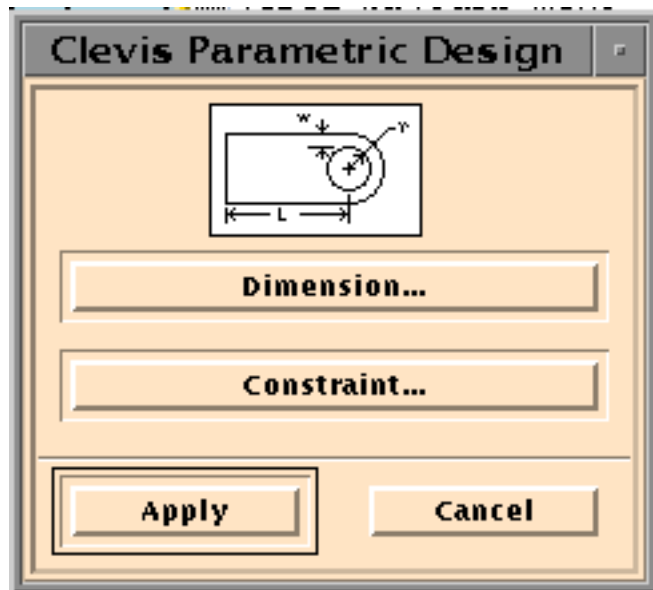 Clevis Parametric Design
w
r
L
Dimension...
Constraint...
Apply
Cancel